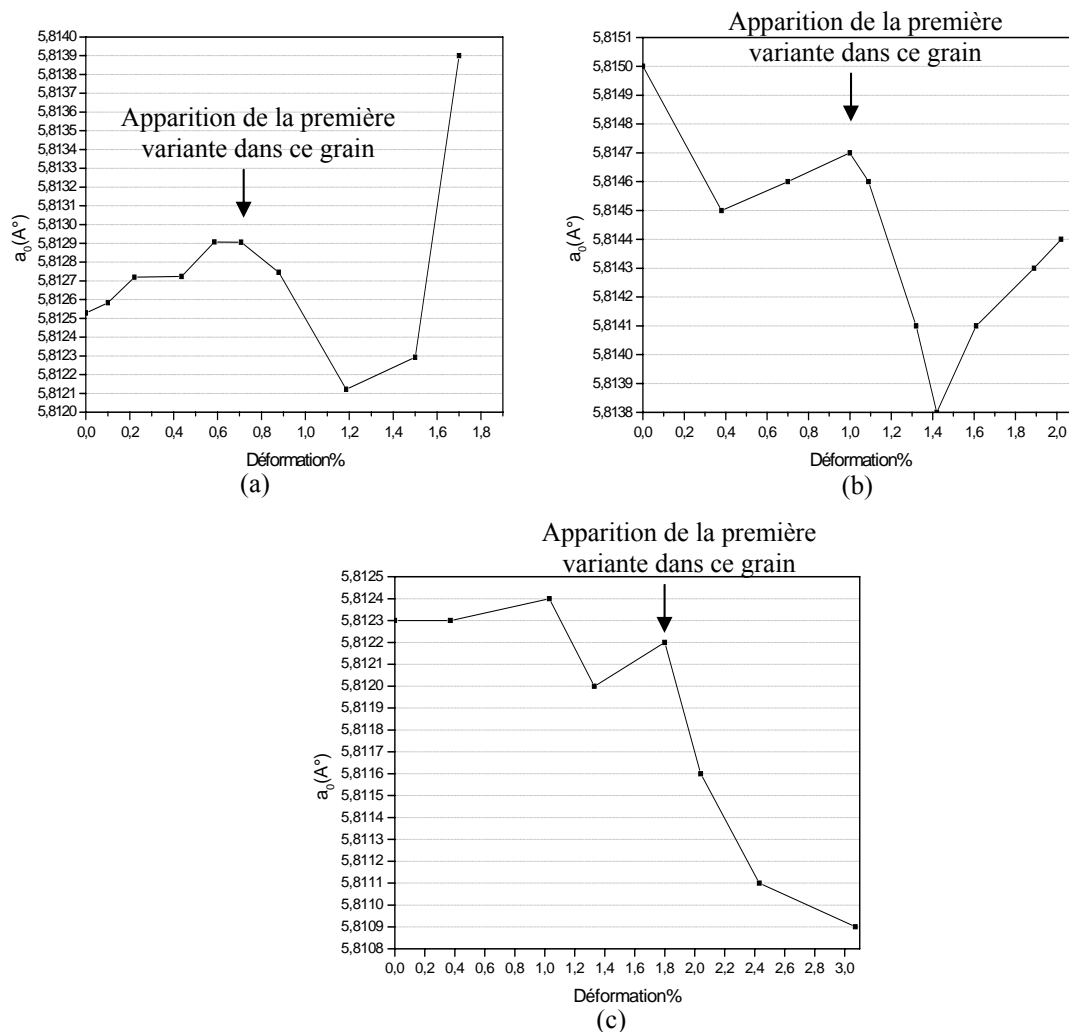 Apparition de la première
variante dans ce grain
5,8140
5,8139
5,8138
5,8137
5,8136
5,8135
5,8134
5,8133
5,8132
5,8131
5,8130
5,8129
5,8128
5,8127
5,8126
5,8125
5,8124
5,8123
5,8122
5,8121
5,8120
a0(A°)
0,0 0,2 0,4 0,6 0,8 1,0 1,2 1,4 1,6 1,8
Déformation%
(a)
Apparition de la première
variante dans ce grain
5,8151
5,8150
5,8149
5,8148
5,8147
5,8146
5,8145
5,8144
5,8143
5,8142
5,8141
5,8140
5,8139
5,8138
a0(A°)
0,0 0,2 0,4 0,6 0,8 1,0 1,2 1,4 1,6 1,8 2,0
Déformation%
(b)
Apparition de la première
variante dans ce grain
5,8125
5,8124
5,8123
5,8122
5,8121
5,8120
5,8119
5,8118
5,8117
5,8116
5,8115
5,8114
5,8113
5,8112
5,8111
5,8110
5,8109
5,8108
a0(A°)
0,0 0,2 0,4 0,6 0,8 1,0 1,2 1,4 1,6 1,8 2,0 2,2 2,4 2,6 2,8 3,0
Déformation%
(c)